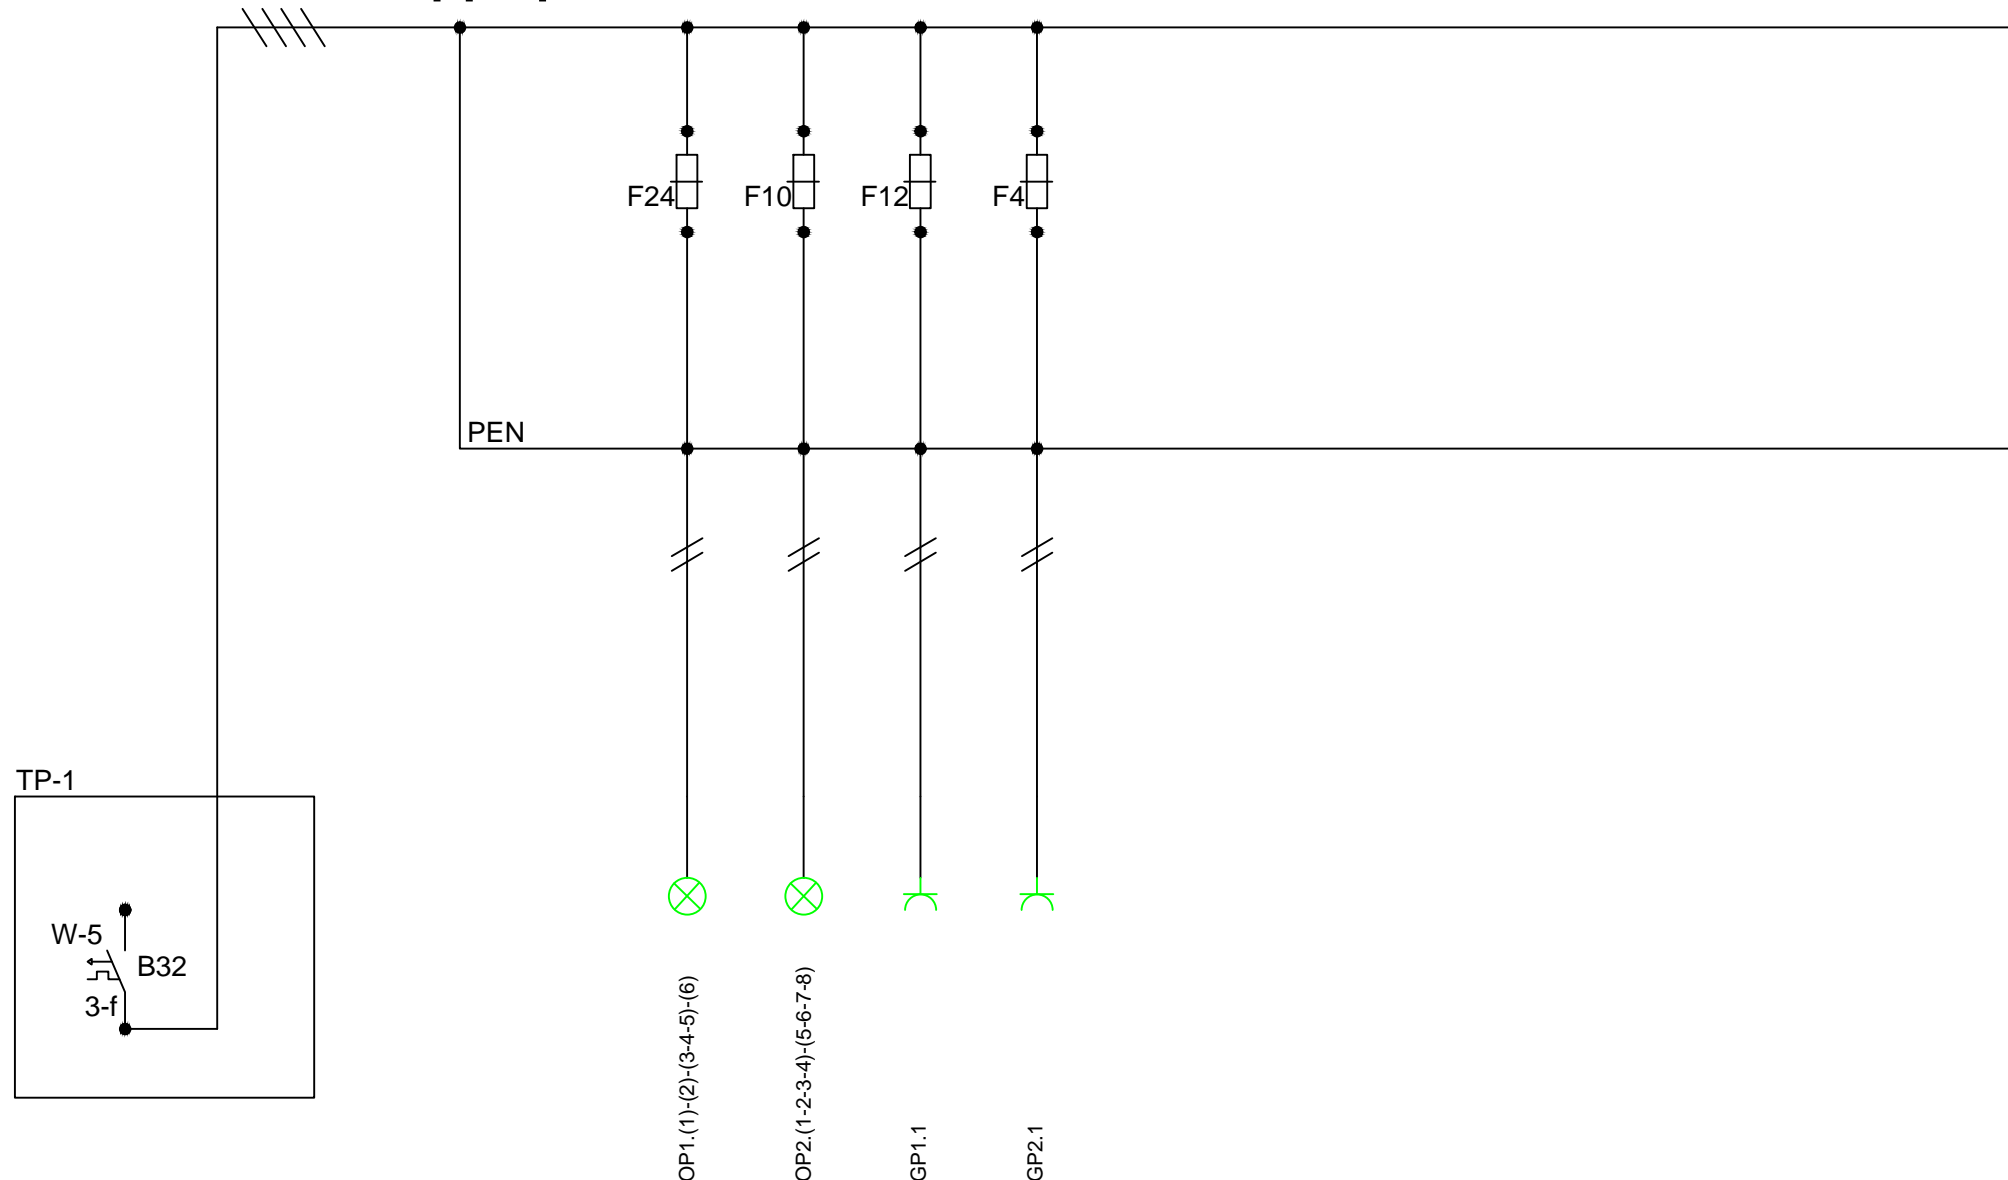 F24
F10
F12
F4
PEN
TP-1
W-5
B32
3-f
OP1.(1)-(2)-(3-4-5)-(6)
OP2.(1-2-3-4)-(5-6-7-8)
GP1.1
GP2.1